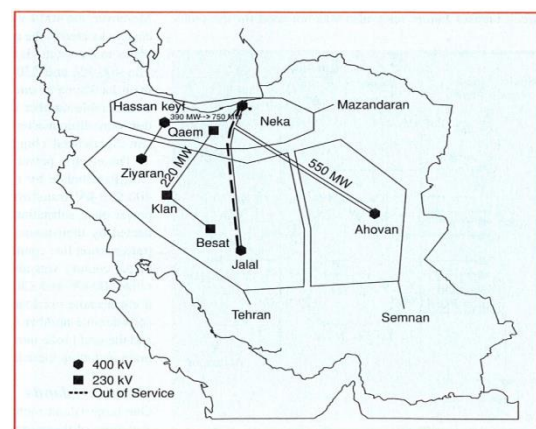 Hassan keyf
390 MW--> 750 MW
Neka
Mazandaran
Qaem
Ziyaran
220 MW
550 MW
Klan
Besat
Ahovan
Jalal
Tehran
Semnan
400 kV
230 kV
Out of Service